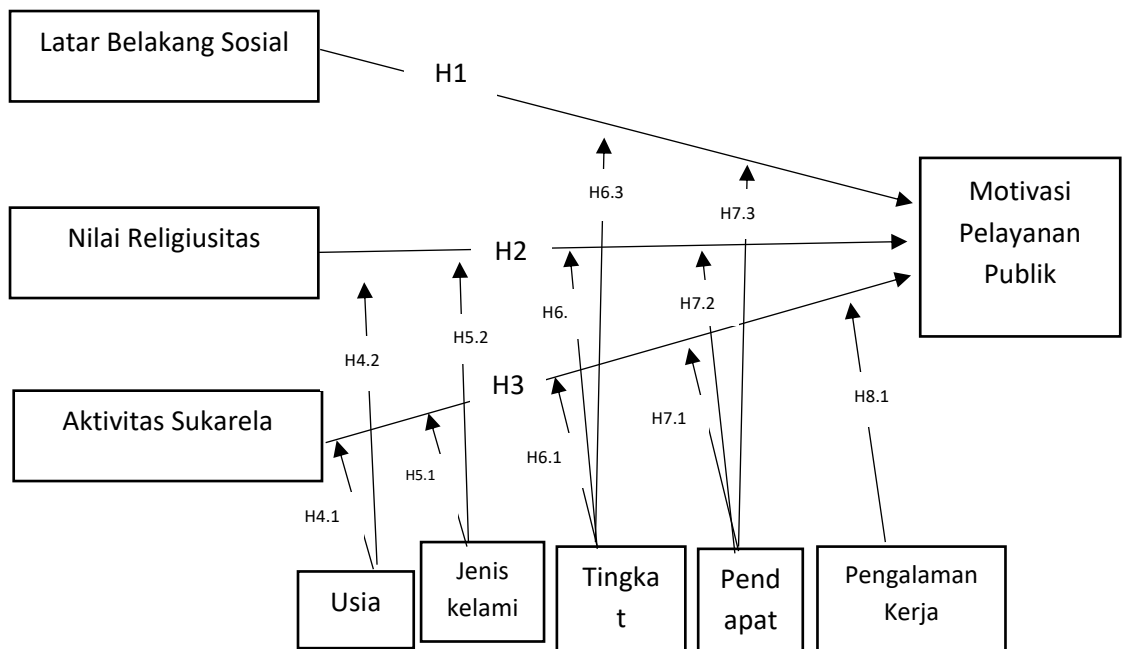 Latar Belakang Sosial
H1
Motivasi
Pelayanan
Publik
H6.3
H7.3
Nilai Religiusitas
H2
H6.
H7.2
H5.2
H4.2
H3
H8.1
Aktivitas Sukarela
H7.1
H6.1
H5.1
H4.1
Usia
Jenis
kelami
Tingka
t
Pend
apat
Pengalaman
Kerja